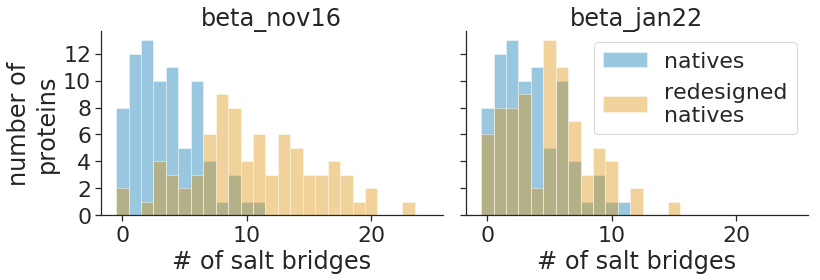 beta_nov16
beta_jan22
number of
proteins
12
10
8
6
4
2
0
natives
redesigned
natives
0
10
20
0
10
20
# of salt bridges
# of salt bridges